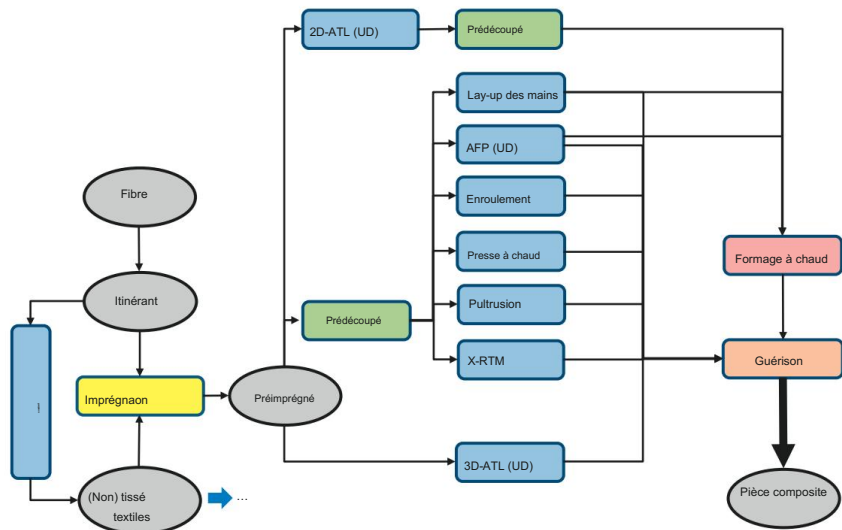 2D-ATL (UD)
Prédécoupé
Lay-up des mains
AFP (UD)
Fibre
Enroulement
Presse à chaud
Formage à chaud
Itinérant
Pultrusion
Prédécoupé
X-RTM
Guérison
Imprégnaon
Préimprégné
3D-ATL (UD)
(Non) tissé
textiles
...
Pièce composite